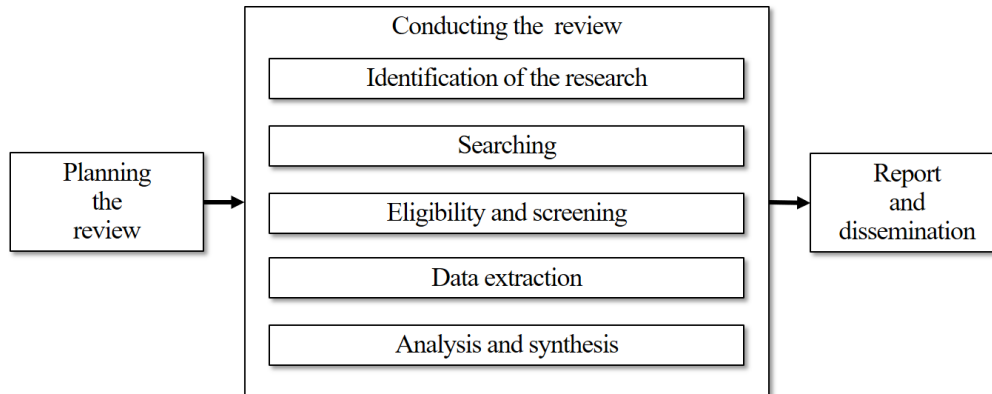 Planning
the
review
Conducting the review
Identification of the research
Searching
Eligibility and screening
Data extraction
Analysis and synthesis
Report
and
dissemination